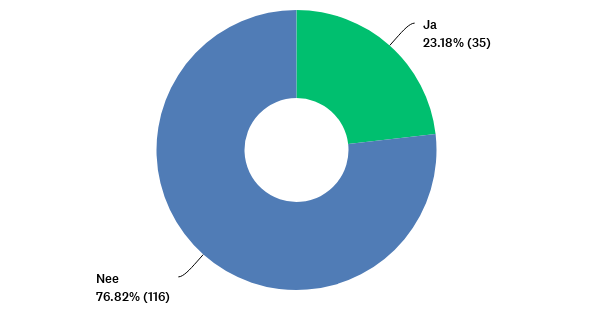 Ja
23.18% (35)
Nee
76.82% (116)